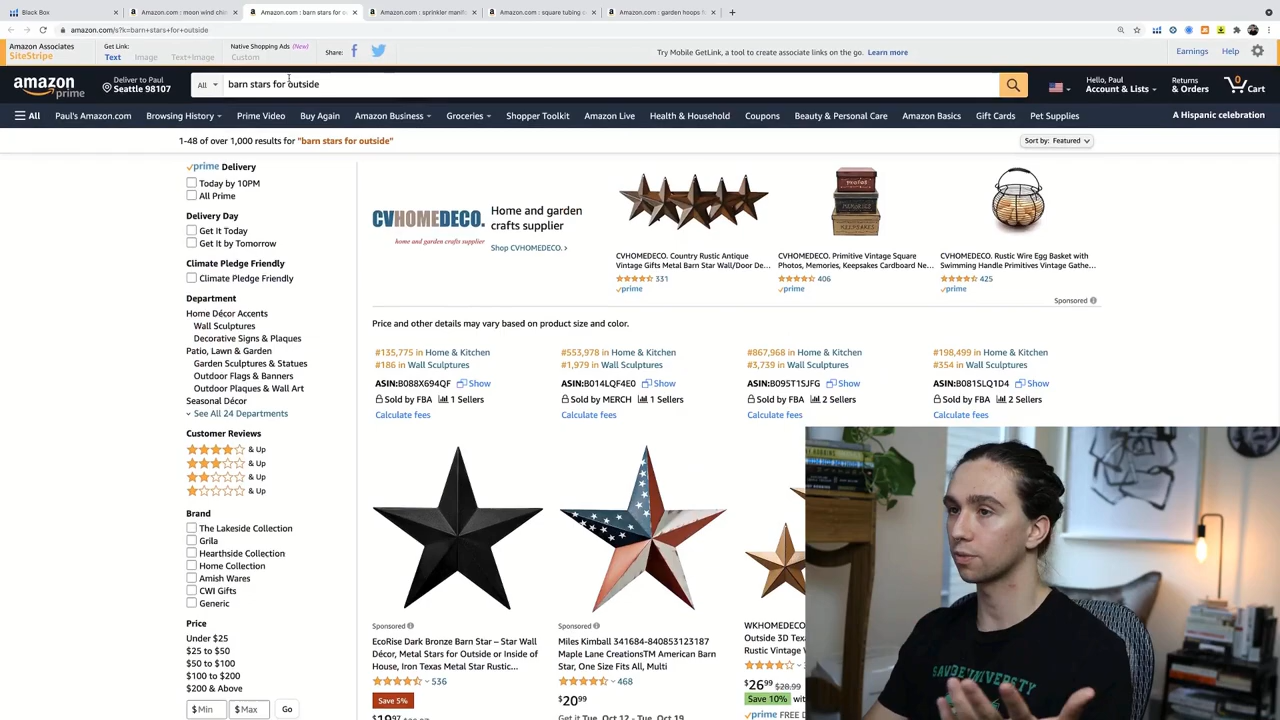 Black Box
Amazon.com : moon wind chi
Amazon.com : barn stars for o
Amazon.com : sprinkler manif
Amazon.com : square tubing c
Amazon.com : garden hoops f
amazon.com/s?k=barn+stars+for+outside
Amazon Associates
SiteStripe
Get Link:
Text Image Text+Image
Native Shopping Ads (New)
Custom
Share:
Try Mobile GetLink, a tool to create associate links on the go. Learn more
Earnings Help
amazon
prime
Deliver to Paul
Seattle 98107
All
barn stars for outside
Hello, Paul
Account & Lists
Returns
& Orders
0
Cart
All Paul's Amazon.com Browsing History Prime Video Buy Again Amazon Business Groceries Shopper Toolkit Amazon Live Health & Household Coupons Beauty & Personal Care Amazon Basics Gift Cards Pet Supplies A Hispanic celebration
1-48 of over 1,000 results for "barn stars for outside"
Sort by: Featured
prime Delivery
Today by 10PM
All Prime
Delivery Day
Get It Today
Get It by Tomorrow
Climate Pledge Friendly
Climate Pledge Friendly
Department
Home Décor Accents
Wall Sculptures
Decorative Signs & Plaques
Patio, Lawn & Garden
Garden Sculptures & Statues
Outdoor Flags & Banners
Outdoor Plaques & Wall Art
Seasonal Décor
See All 24 Departments
Customer Reviews
& Up
& Up
& Up
& Up
Brand
The Lakeside Collection
Grila
Hearthside Collection
Home Collection
Amish Wares
CWI Gifts
Generic
Price
Under $25
$25 to $50
$50 to $100
$100 to $200
$200 & Above
$ Min $ Max Go
CVHOMEDECO.
home and garden crafts supplier
Home and garden
crafts supplier
Shop CVHOMEDECO. ›
CVHOMEDECO. Country Rustic Antique
Vintage Gifts Metal Barn Star Wall/Door De...
331
prime
CVHOMEDECO. Primitive Vintage Square
Photos, Memories, Keepsakes Cardboard Ne...
406
prime
CVHOMEDECO. Rustic Wire Egg Basket with
Swimming Handle Primitives Vintage Gathe...
425
prime
Sponsored
Price and other details may vary based on product size and color.
#135,775 in Home & Kitchen
#186 in Wall Sculptures
ASIN:B088X694QF Show
Sold by FBA 1 Sellers
Calculate fees
#553,978 in Home & Kitchen
#1,979 in Wall Sculptures
ASIN:B014LQF4E0 Show
Sold by MERCH 1 Sellers
Calculate fees
#867,968 in Home & Kitchen
#3,739 in Wall Sculptures
ASIN:B095T1SJFG Show
Sold by FBA 2 Sellers
Calculate fees
#198,499 in Home & Kitchen
#354 in Wall Sculptures
ASIN:B081SLQ1D4 Show
Sold by FBA 2 Sellers
Calculate fees
Sponsored
EcoRise Dark Bronze Barn Star – Star Wall
Décor, Metal Stars for Outside or Inside of
House, Iron Texas Metal Star Rustic...
536
Save 5%
Sponsored
Miles Kimball 341684-840853123187
Maple Lane CreationsTM American Barn
Star, One Size Fits All, Multi
468
$20.99
Get it Tue, Oct 12 - Tue, Oct 19
WKHOMEDECO
Outside 3D Te
Rustic Vintage
$26.99 $28.99
Save 10% wit
prime FREE D